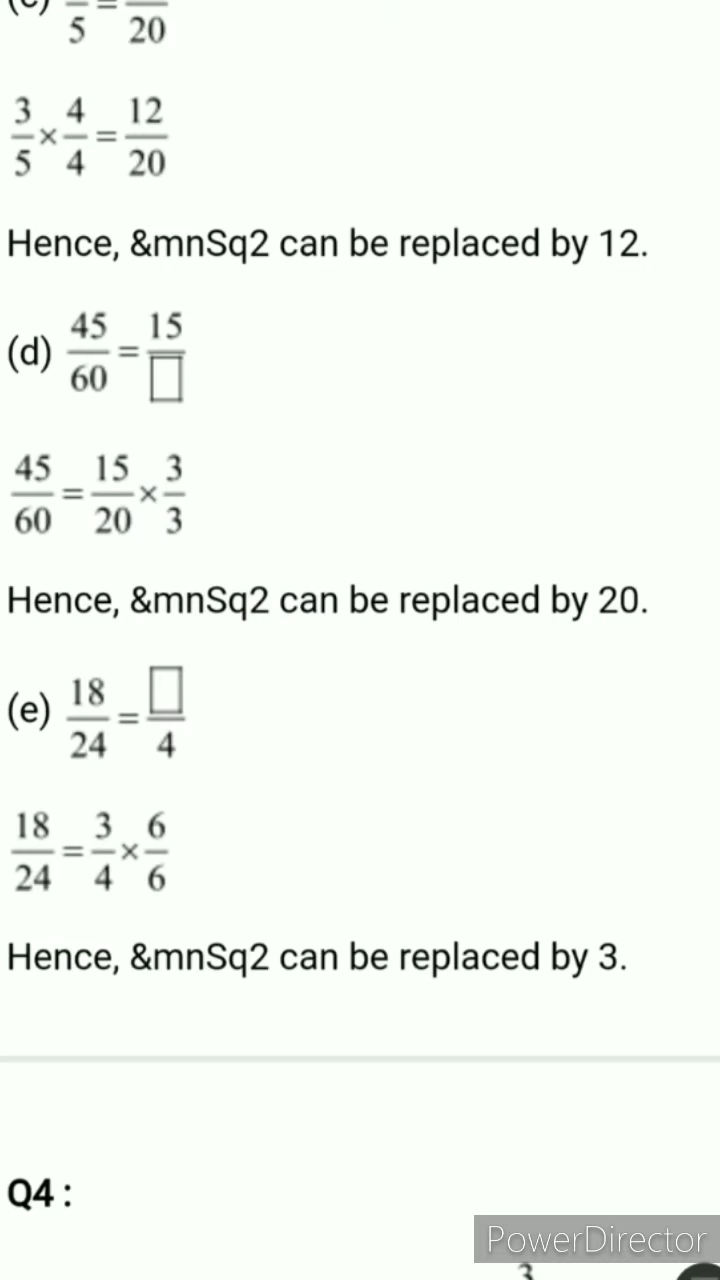 (c) 5 = 20
3/5 × 4/4 = 12/20
Hence, &mnSq2 can be replaced by 12.
(d) 45/60 = 15/□
45/60 = 15/20 × 3/3
Hence, &mnSq2 can be replaced by 20.
(e) 18/24 = □/4
18/24 = 3/4 × 6/6
Hence, &mnSq2 can be replaced by 3.
Q4 :
PowerDirector
3